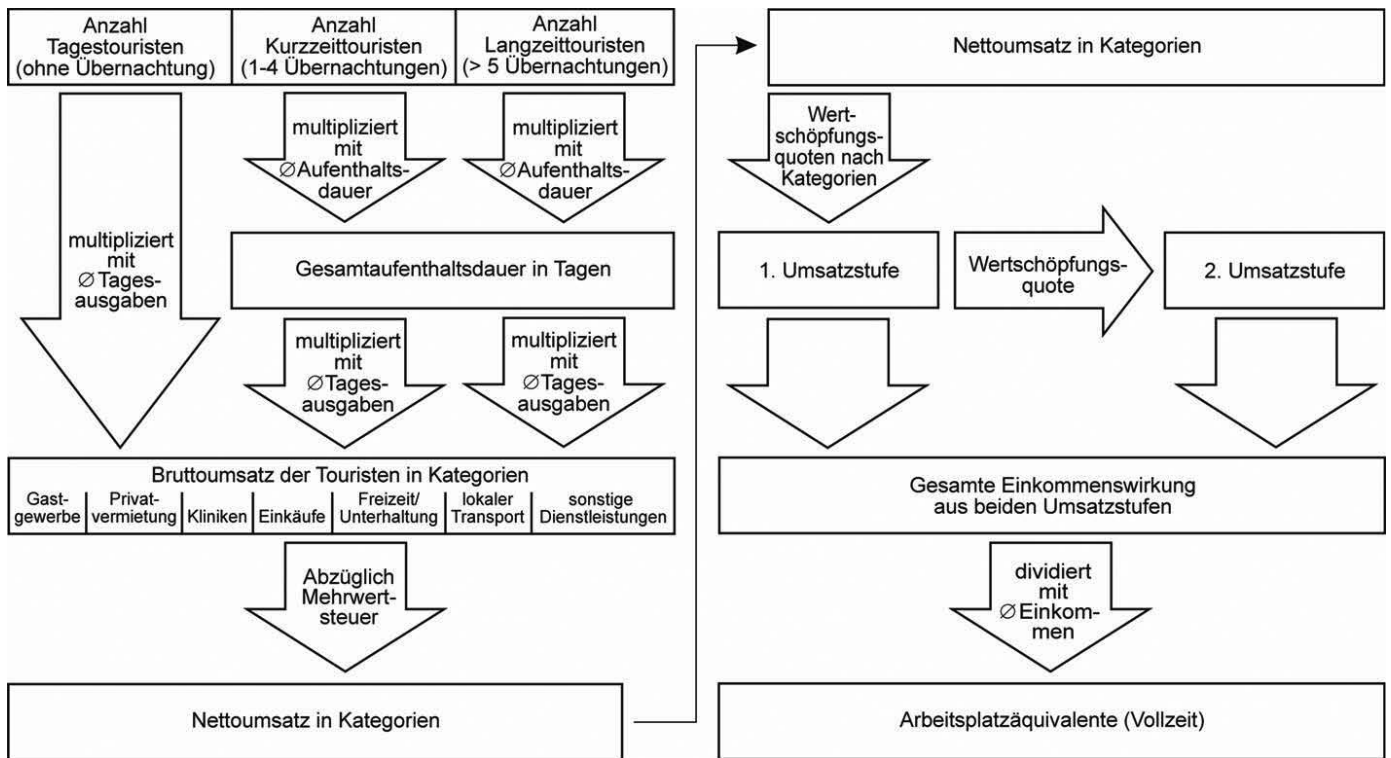 Anzahl
Tagestouristen
(ohne Übernachtung)
Anzahl
Kurzzeittouristen
(1-4 Übernachtungen)
Anzahl
Langzeittouristen
(> 5 Übernachtungen)
multipliziert
mit
∅ Tages-
ausgaben
multipliziert
mit
∅ Aufenthalts-
dauer
multipliziert
mit
∅ Aufenthalts-
dauer
Gesamtaufenthaltsdauer in Tagen
multipliziert
mit
∅ Tages-
ausgaben
multipliziert
mit
∅ Tages-
ausgaben
Bruttoumsatz der Touristen in Kategorien
Gast-
gewerbe
Privat-
vermietung
Kliniken
Einkäufe
Freizeit/
Unterhaltung
lokaler
Transport
sonstige
Dienstleistungen
Abzüglich
Mehrwert-
steuer
Nettoumsatz in Kategorien
Nettoumsatz in Kategorien
Wert-
schöpfungs-
quoten nach
Kategorien
1. Umsatzstufe
Wertschöpfungs-
quote
2. Umsatzstufe
Gesamte Einkommenswirkung
aus beiden Umsatzstufen
dividiert
mit
∅ Einkom-
men
Arbeitsplatzäquivalente (Vollzeit)